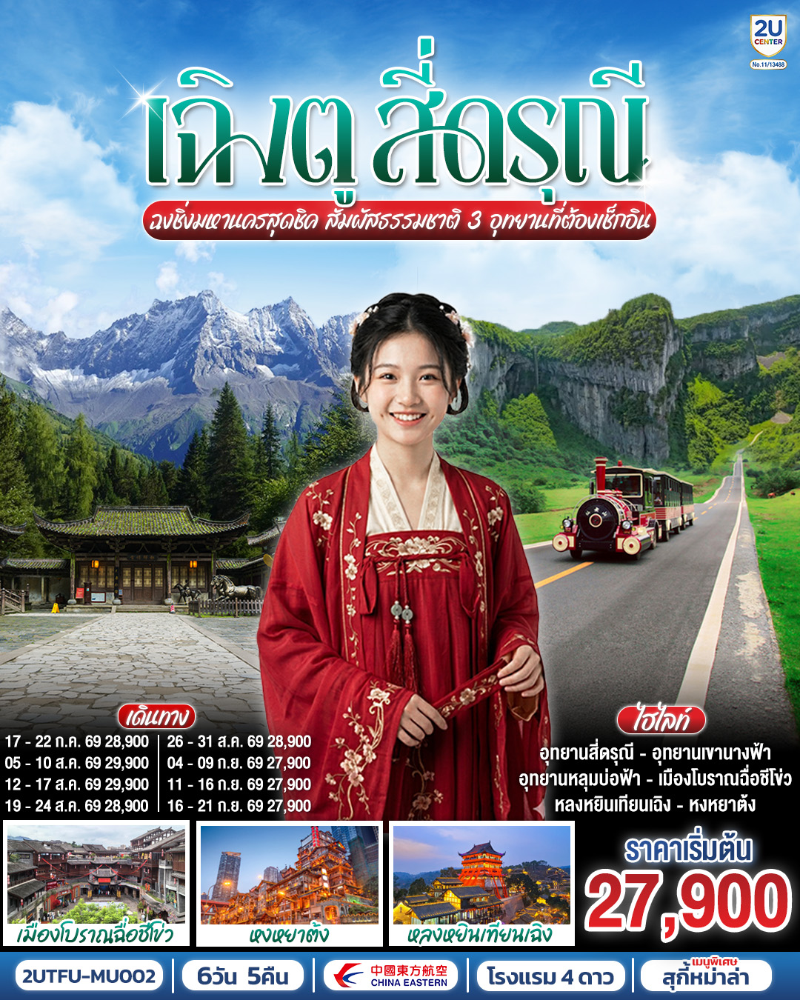 2U
CENTER
No.11/13488
เฉิงตู สี่ดรุณี
ฉงชิ่งมหานครสุดชิค สัมผัสธรรมชาติ 3 อุทยานที่ต้องเช็กอิน
เดินทาง
17 - 22 ก.ค. 69 28,900
05 - 10 ส.ค. 69 29,900
12 - 17 ส.ค. 69 29,900
19 - 24 ส.ค. 69 28,900
26 - 31 ส.ค. 69 28,900
04 - 09 ก.ย. 69 27,900
11 - 16 ก.ย. 69 27,900
16 - 21 ก.ย. 69 27,900
ไฮไลท์
อุทยานสี่ดรุณี - อุทยานเขานางฟ้า
อุทยานหลุมบ่อฟ้า - เมืองโบราณฉือชีโข่ว
หลงหยินเทียนเฉิง - หงหยาต้ง
เมืองโบราณฉือชีโข่ว
หงหยาต้ง
หลงหยินเทียนเฉิง
ราคาเริ่มต้น
27,900
2UTFU-MU002
6วัน 5คืน
中國東方航空
CHINA EASTERN
โรงแรม 4 ดาว
เมนูพิเศษ
สุกี้หม่าล่า